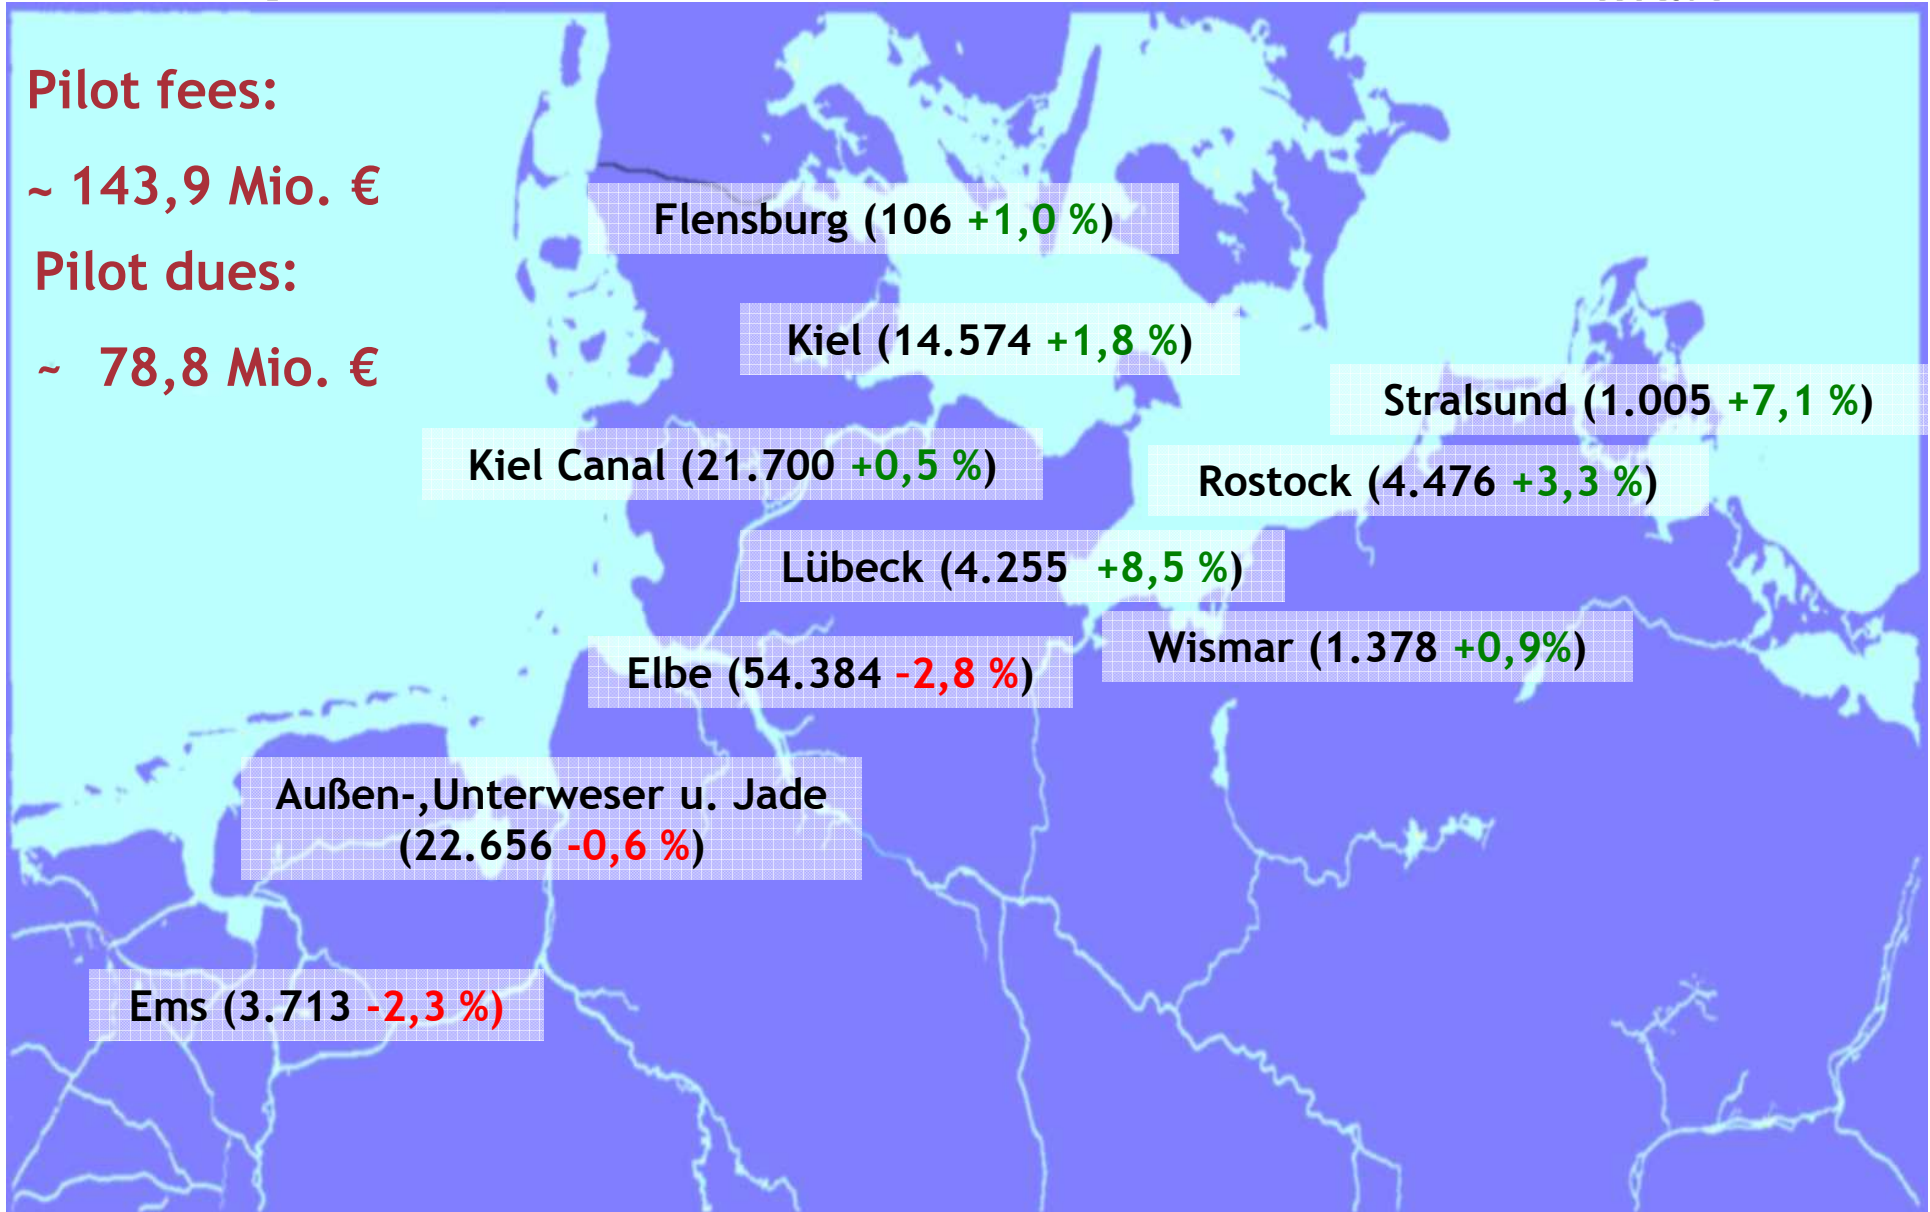 Pilot fees:
~ 143,9 Mio. €
Pilot dues:
~ 78,8 Mio. €
Flensburg (106 +1,0 %)
Kiel (14.574 +1,8 %)
Stralsund (1.005 +7,1 %)
Kiel Canal (21.700 +0,5 %)
Rostock (4.476 +3,3 %)
Lübeck (4.255 +8,5 %)
Wismar (1.378 +0,9%)
Elbe (54.384 -2,8 %)
Außen-,Unterweser u. Jade
(22.656 -0,6 %)
Ems (3.713 -2,3 %)